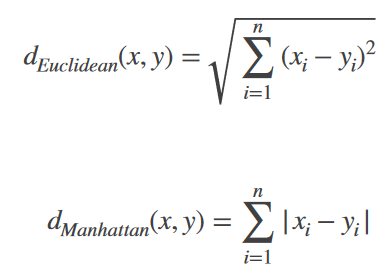 d_{Euclidean}(x, y) = \sqrt{\sum_{i=1}^{n} (x_i - y_i)^2}
d_{Manhattan}(x, y) = \sum_{i=1}^{n} |x_i - y_i|